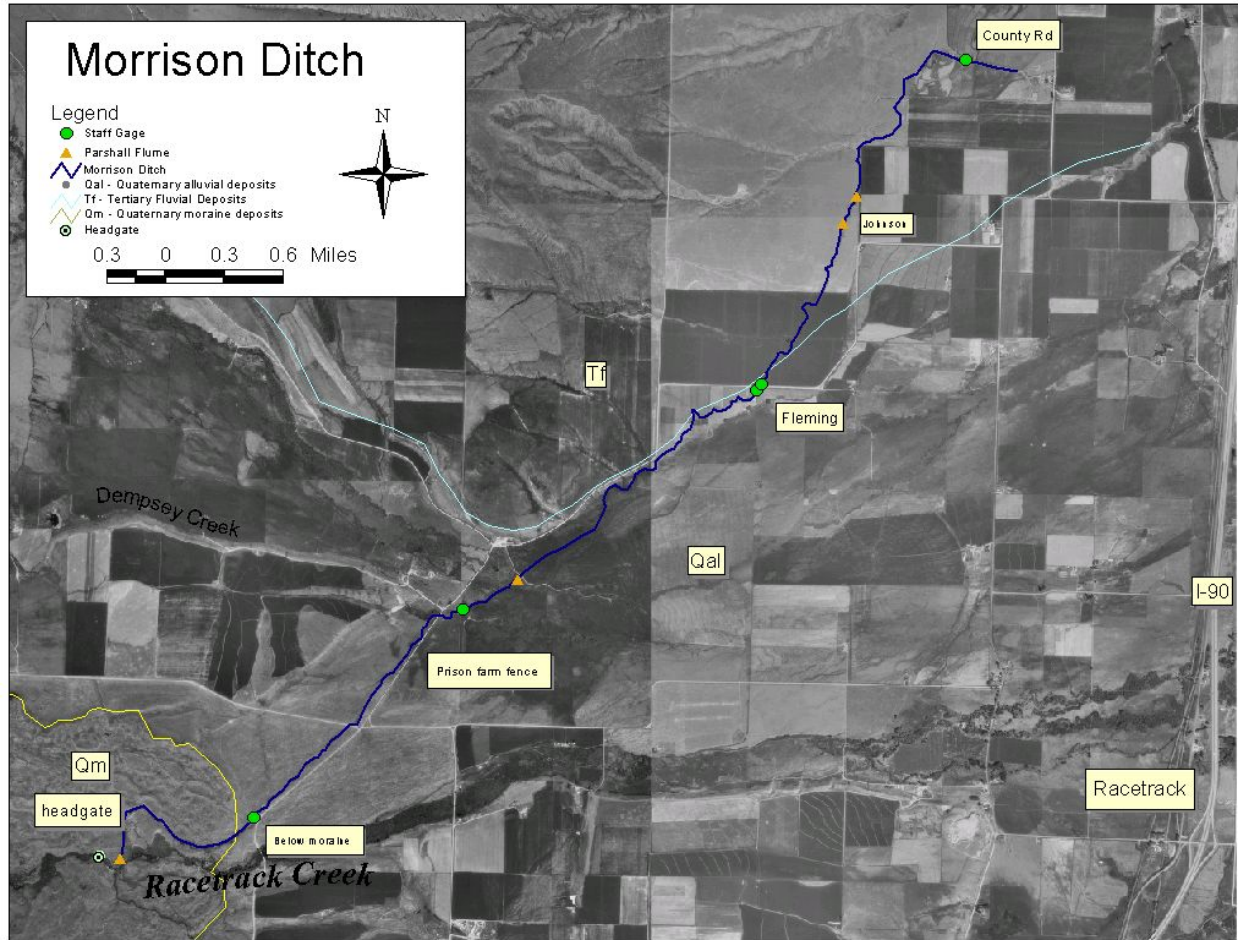 Morrison Ditch
Legend
Staff Gage
Parshall Flume
Morrison Ditch
Qal - Quaternary alluvial deposits
Tf - Tertiary Fluvial Deposits
Qm - Quaternary moraine deposits
Headgate
N
0.3 0 0.3 0.6 Miles
County Rd
Johnson
Tf
Fleming
Dempsey Creek
Qal
I-90
Prison farm fence
Qm
headgate
Racetrack
Below moraine
Racetrack Creek